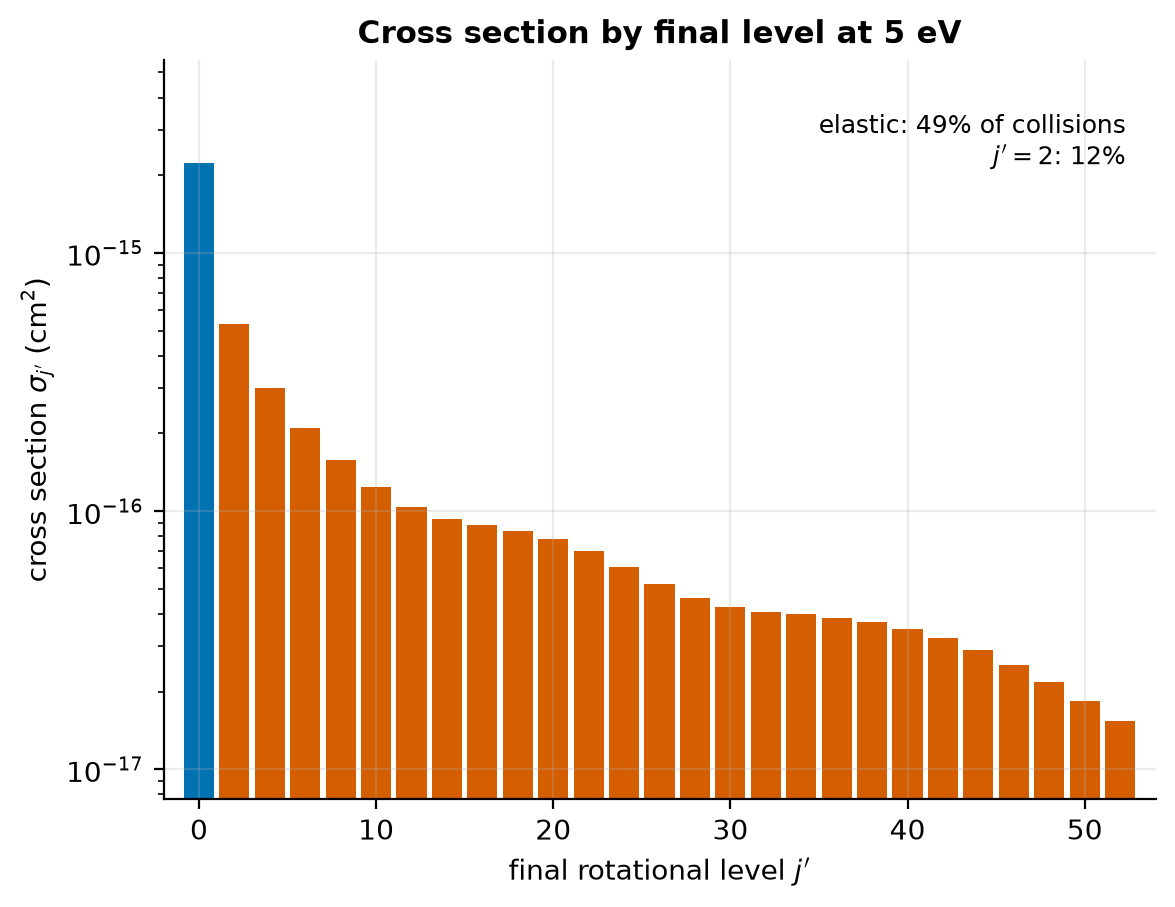 Cross section by final level at 5 eV
elastic: 49% of collisions
j′ = 2: 12%
cross section σj′ (cm²)
10⁻¹⁵
10⁻¹⁶
10⁻¹⁷
0 10 20 30 40 50
final rotational level j′